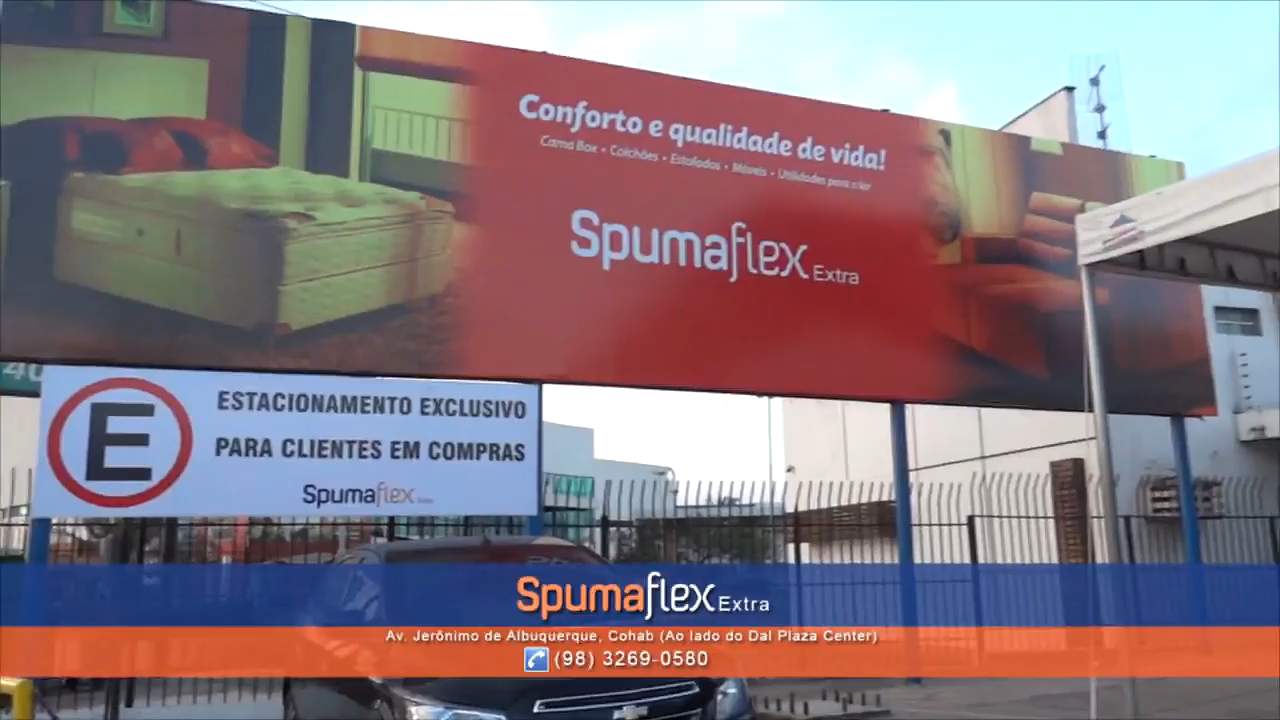 Conforto e qualidade de vida!
Cama Box • Colchões • Estofados • Móveis • Utilidades para o lar
Spumaflex Extra
40
E
ESTACIONAMENTO EXCLUSIVO
PARA CLIENTES EM COMPRAS
Spumaflex
Spumaflex Extra
Av. Jerônimo de Albuquerque, Cohab (Ao lado do Dal Plaza Center)
(98) 3269-0580